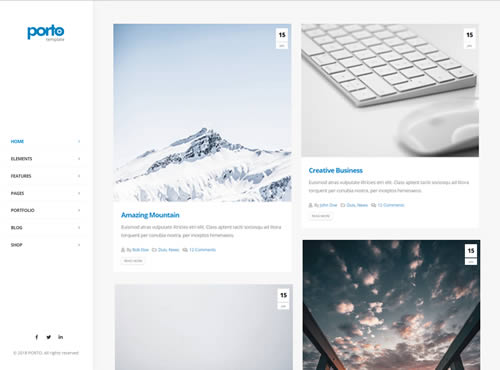 porto
template
HOME
ELEMENTS
FEATURES
PAGES
PORTFOLIO
BLOG
SHOP
© 2018 PORTO. All rights reserved
15
Amazing Mountain
Euismod atras vulputate iltricies etri elit. Class aptent taciti sociosqu ad litora
torquent per conubia nostra, per inceptos himenaeos.
By Bob Doe Duis, News 12 Comments
READ MORE
15
Creative Business
Euismod atras vulputate iltricies etri elit. Class aptent taciti sociosqu ad litora
torquent per conubia nostra, per inceptos himenaeos.
By John Doe Duis, News 12 Comments
READ MORE
15
15